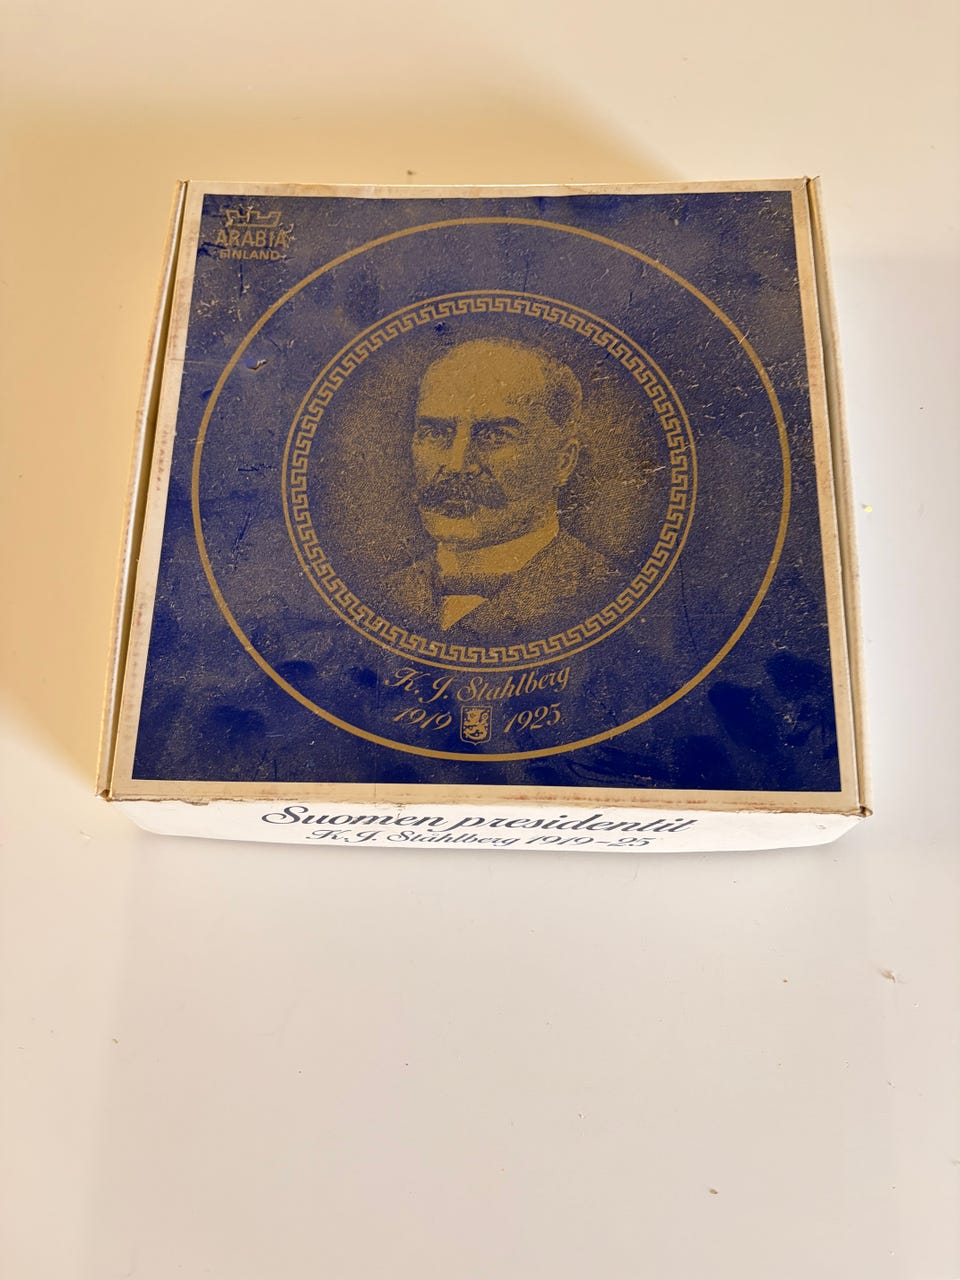 ARABIA
FINLAND
K. J. Ståhlberg
1919 1925
Suomen presidentit
K. J. Ståhlberg 1919–25